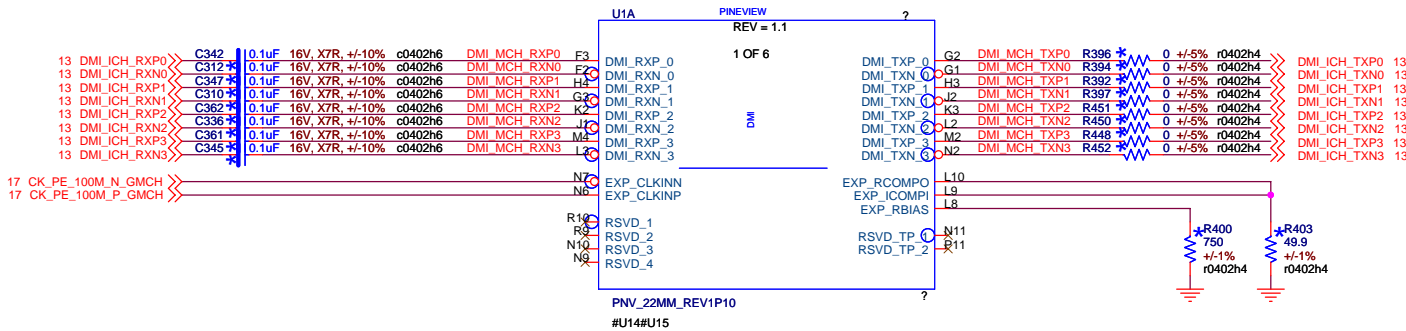 U1A PINEVIEW ?
REV = 1.1
1 OF 6
13 DMI_ICH_RXP0 C342 0.1uF 16V, X7R, +/-10% c0402h6 DMI_MCH_RXP0 F3 DMI_RXP_0
13 DMI_ICH_RXN0 C312 * 0.1uF 16V, X7R, +/-10% c0402h6 DMI_MCH_RXN0 F2 DMI_RXN_0
13 DMI_ICH_RXP1 C347 * 0.1uF 16V, X7R, +/-10% c0402h6 DMI_MCH_RXP1 H4 DMI_RXP_1
13 DMI_ICH_RXN1 C310 * 0.1uF 16V, X7R, +/-10% c0402h6 DMI_MCH_RXN1 G3 DMI_RXN_1
13 DMI_ICH_RXP2 C362 * 0.1uF 16V, X7R, +/-10% c0402h6 DMI_MCH_RXP2 K2 DMI_RXP_2
13 DMI_ICH_RXN2 C336 * 0.1uF 16V, X7R, +/-10% c0402h6 DMI_MCH_RXN2 J1 DMI_RXN_2
13 DMI_ICH_RXP3 C361 * 0.1uF 16V, X7R, +/-10% c0402h6 DMI_MCH_RXP3 M4 DMI_RXP_3
13 DMI_ICH_RXN3 C345 * 0.1uF 16V, X7R, +/-10% c0402h6 DMI_MCH_RXN3 L3 DMI_RXN_3
*
17 CK_PE_100M_N_GMCH N7 EXP_CLKINN
17 CK_PE_100M_P_GMCH N6 EXP_CLKINP
R10 RSVD_1
R9 RSVD_2
N10 RSVD_3
N9 RSVD_4
DMI
DMI_TXP_0 G2 DMI_MCH_TXP0 R396 * 0 +/-5% r0402h4 DMI_ICH_TXP0 13
DMI_TXN_0 G1 DMI_MCH_TXN0 R394 * 0 +/-5% r0402h4 DMI_ICH_TXN0 13
DMI_TXP_1 H3 DMI_MCH_TXP1 R392 * 0 +/-5% r0402h4 DMI_ICH_TXP1 13
DMI_TXN_1 J2 DMI_MCH_TXN1 R397 * 0 +/-5% r0402h4 DMI_ICH_TXN1 13
DMI_TXP_2 K3 DMI_MCH_TXP2 R451 * 0 +/-5% r0402h4 DMI_ICH_TXP2 13
DMI_TXN_2 L2 DMI_MCH_TXN2 R450 * 0 +/-5% r0402h4 DMI_ICH_TXN2 13
DMI_TXP_3 M2 DMI_MCH_TXP3 R448 * 0 +/-5% r0402h4 DMI_ICH_TXP3 13
DMI_TXN_3 N2 DMI_MCH_TXN3 R452 * 0 +/-5% r0402h4 DMI_ICH_TXN3 13
EXP_RCOMPO L10
EXP_ICOMPI L9
EXP_RBIAS L8
RSVD_TP_1 N11
RSVD_TP_2 P11
*R400
750
+/-1%
r0402h4
*R403
49.9
+/-1%
r0402h4
PNV_22MM_REV1P10 ?
#U14#U15